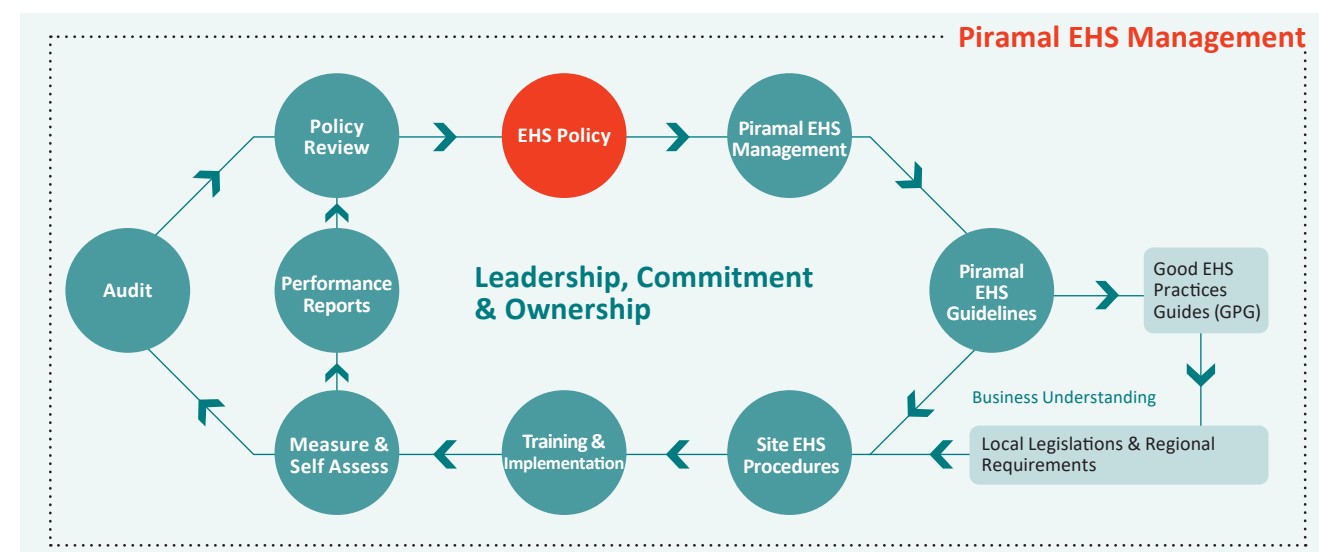 Piramal EHS Management
Policy
Review
EHS Policy
Piramal EHS
Management
Audit
Performance
Reports
Leadership, Commitment
& Ownership
Piramal
EHS
Guidelines
Good EHS
Practices
Guides (GPG)
Business Understanding
Measure &
Self Assess
Training &
Implementation
Site EHS
Procedures
Local Legislations & Regional
Requirements